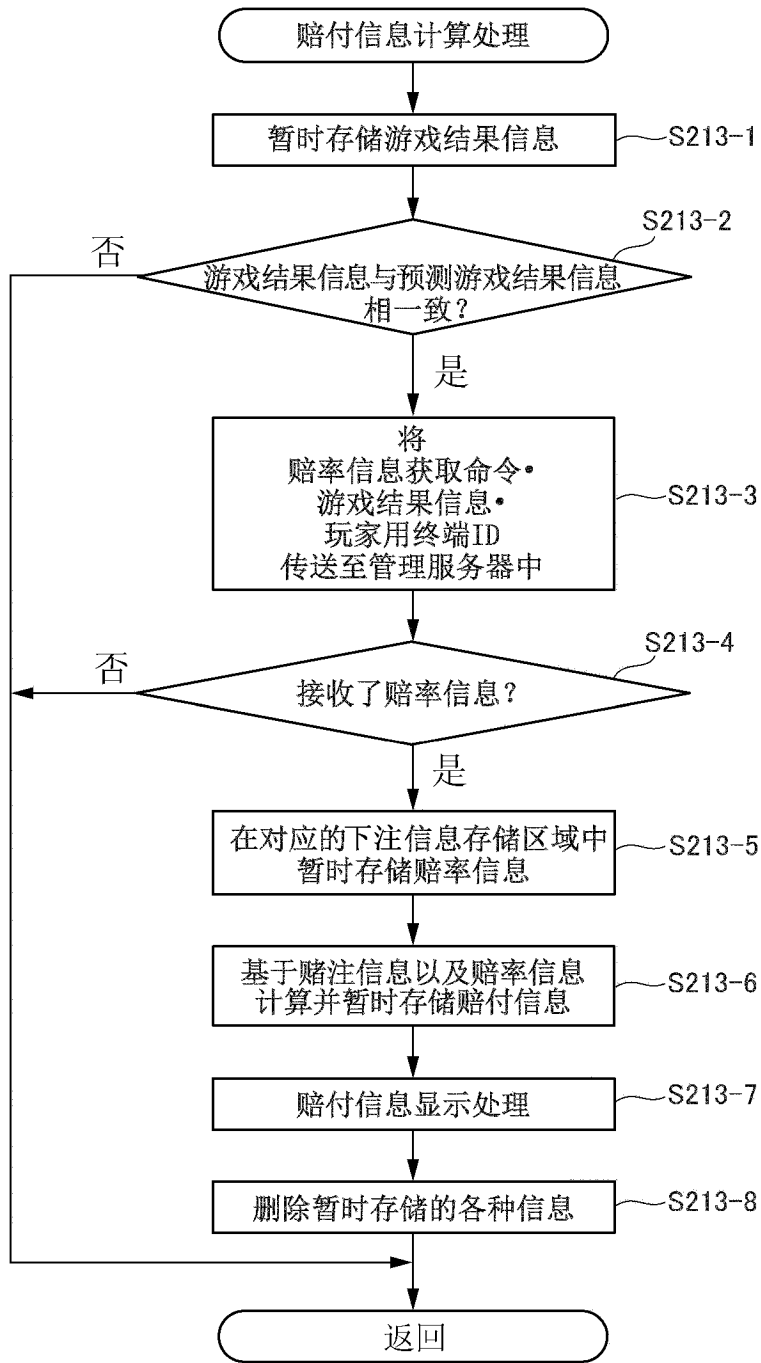 赔付信息计算处理
暂时存储游戏结果信息
S213-1
S213-2
否
游戏结果信息与预测游戏结果信息
相一致？
是
将
赔率信息获取命令•
游戏结果信息•
玩家用终端ID
传送至管理服务器中
S213-3
S213-4
否
接收了赔率信息？
是
在对应的下注信息存储区域中
暂时存储赔率信息
S213-5
基于赌注信息以及赔率信息
计算并暂时存储赔付信息
S213-6
赔付信息显示处理
S213-7
删除暂时存储的各种信息
S213-8
返回